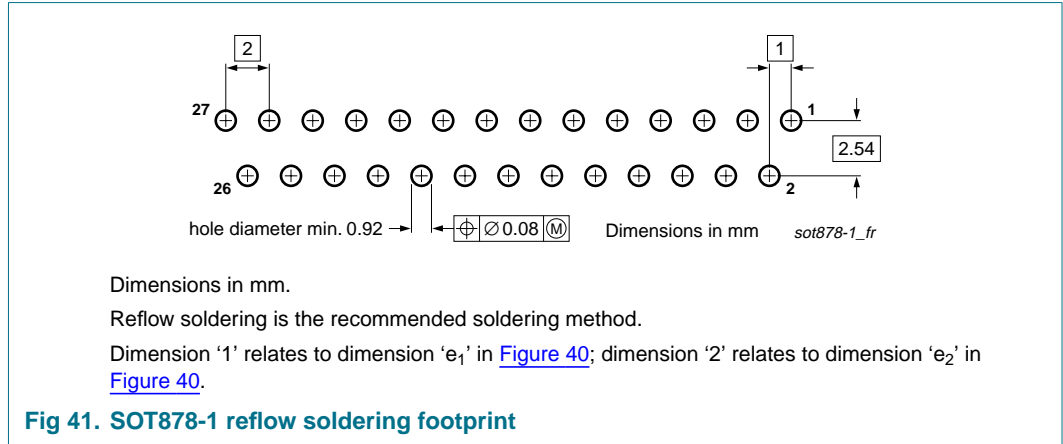 2
1
27
1
2.54
26
2
hole diameter min. 0.92
⌖ ∅ 0.08 Ⓜ
Dimensions in mm
sot878-1_fr
Dimensions in mm.
Reflow soldering is the recommended soldering method.
Dimension ‘1’ relates to dimension ‘e₁’ in Figure 40; dimension ‘2’ relates to dimension ‘e₂’ in
Figure 40.
Fig 41. SOT878-1 reflow soldering footprint